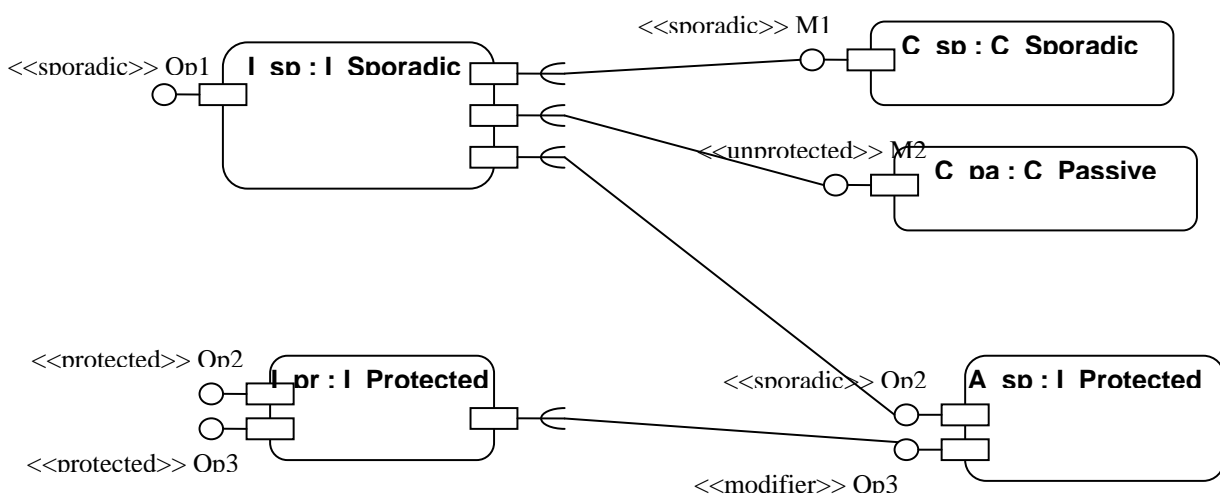 <<sporadic>> M1
C_sp : C_Sporadic
<<sporadic>> Op1
I_sp : I_Sporadic
<<unprotected>> M2
C_pa : C_Passive
<<protected>> Op2
I_pr : I_Protected
<<sporadic>> Op2
A_sp : I_Protected
<<protected>> Op3
<<modifier>> Op3